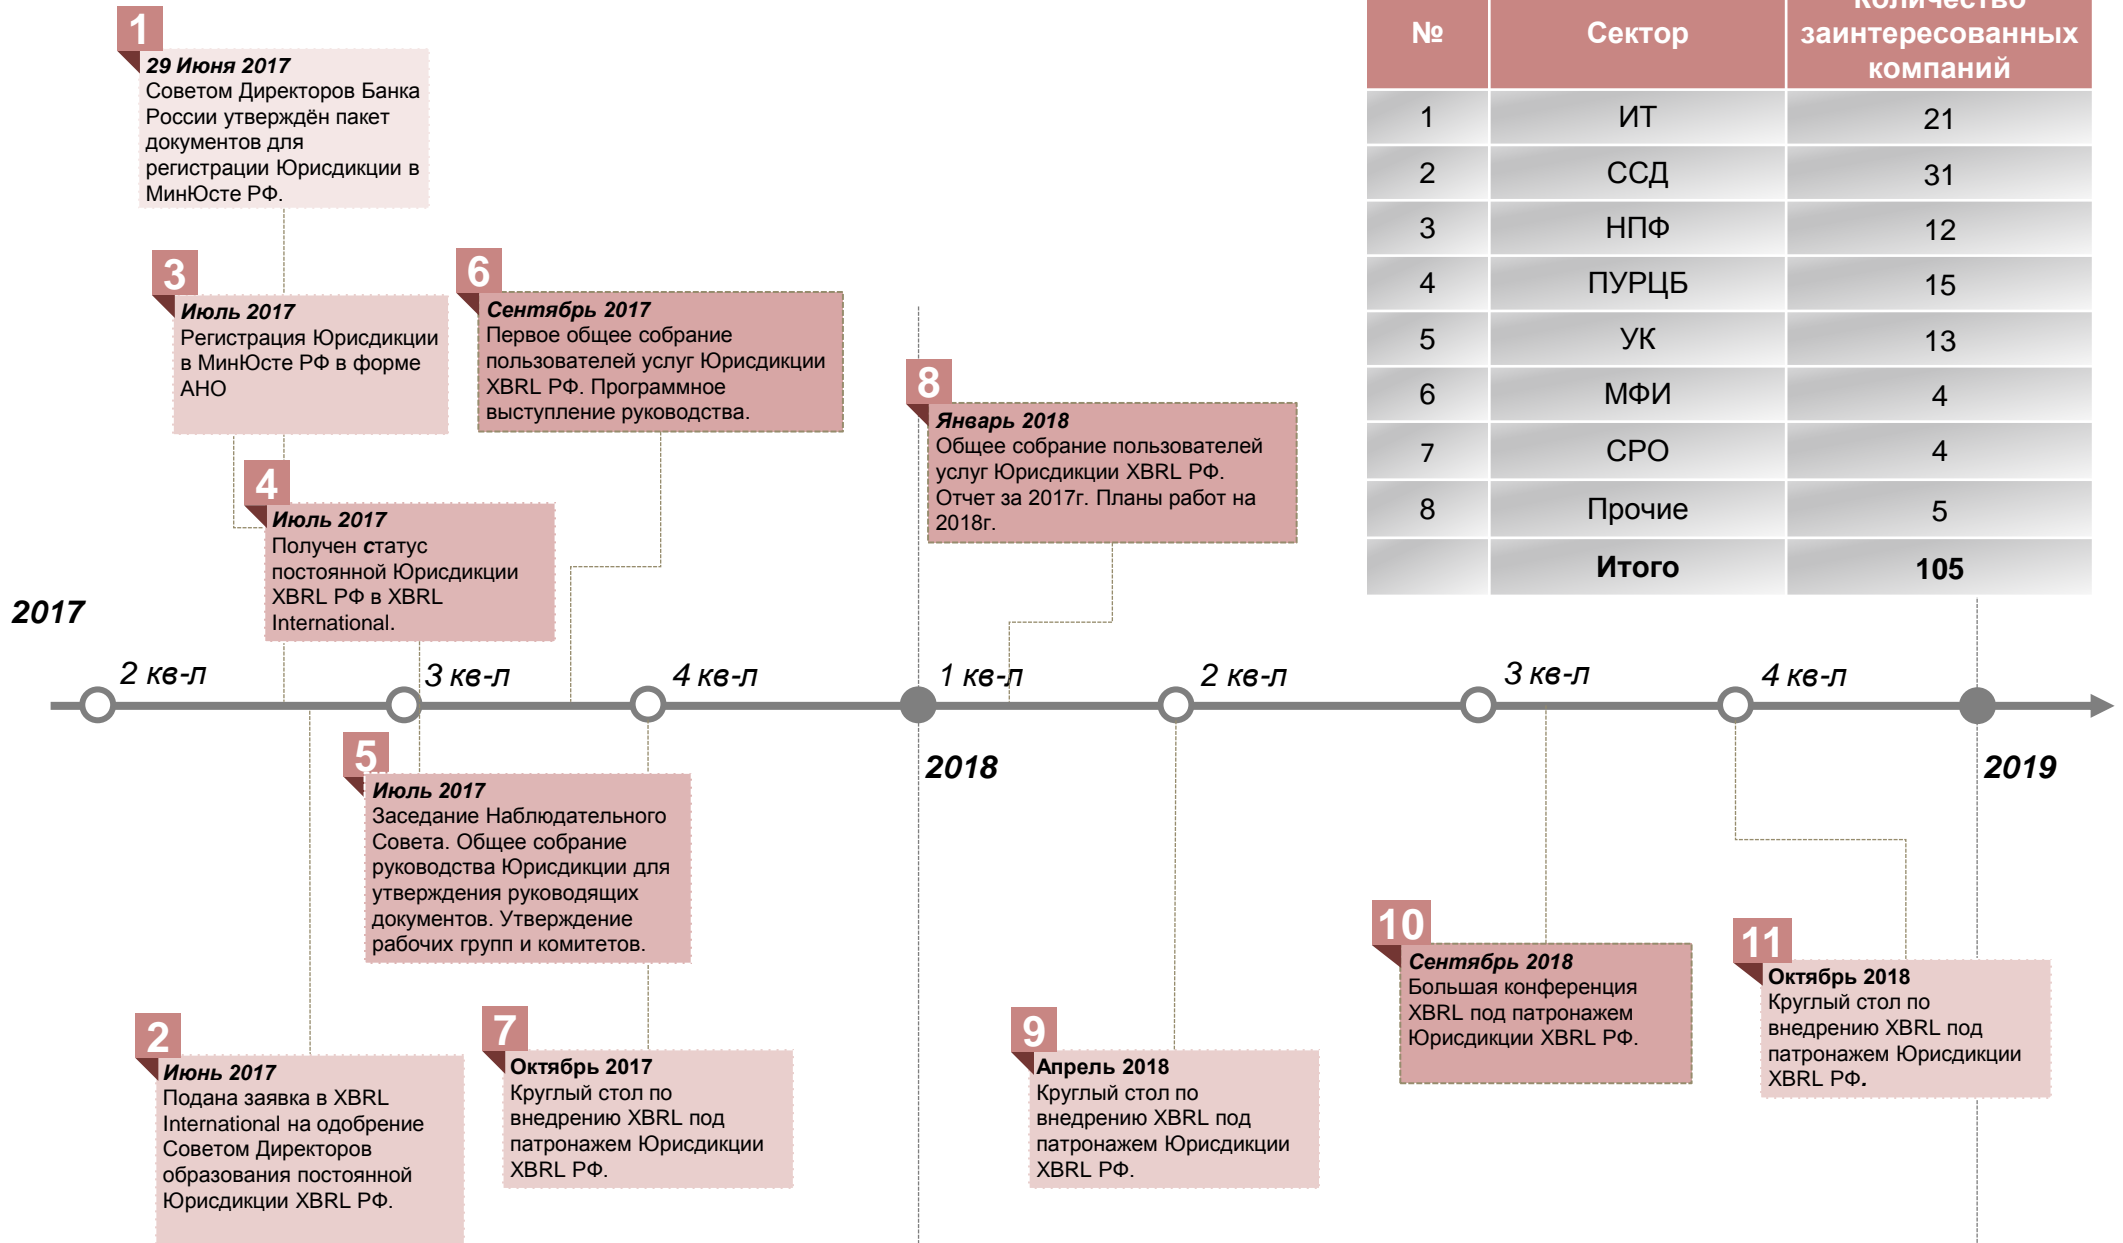 1
29 Июня 2017
Советом Директоров Банка
России утверждён пакет
документов для
регистрации Юрисдикции в
МинЮсте РФ.
3
Июль 2017
Регистрация Юрисдикции
в МинЮсте РФ в форме
АНО
6
Сентябрь 2017
Первое общее собрание
пользователей услуг Юрисдикции
XBRL РФ. Программное
выступление руководства.
4
Июль 2017
Получен статус
постоянной Юрисдикции
XBRL РФ в XBRL
International.
8
Январь 2018
Общее собрание пользователей
услуг Юрисдикции XBRL РФ.
Отчет за 2017г. Планы работ на
2018г.
№ Сектор Количество
заинтересованных
компаний
1 ИТ 21
2 ССД 31
3 НПФ 12
4 ПУРЦБ 15
5 УК 13
6 МФИ 4
7 СРО 4
8 Прочие 5
Итого 105
2017
2 кв-л 3 кв-л 4 кв-л 1 кв-л 2 кв-л 3 кв-л 4 кв-л
2018
2019
5
Июль 2017
Заседание Наблюдательного
Совета. Общее собрание
руководства Юрисдикции для
утверждения руководящих
документов. Утверждение
рабочих групп и комитетов.
2
Июнь 2017
Подана заявка в XBRL
International на одобрение
Советом Директоров
образования постоянной
Юрисдикции XBRL РФ.
7
Октябрь 2017
Круглый стол по
внедрению XBRL под
патронажем Юрисдикции
XBRL РФ.
9
Апрель 2018
Круглый стол по
внедрению XBRL под
патронажем Юрисдикции
XBRL РФ.
10
Сентябрь 2018
Большая конференция
XBRL под патронажем
Юрисдикции XBRL РФ.
11
Октябрь 2018
Круглый стол по
внедрению XBRL под
патронажем Юрисдикции
XBRL РФ.